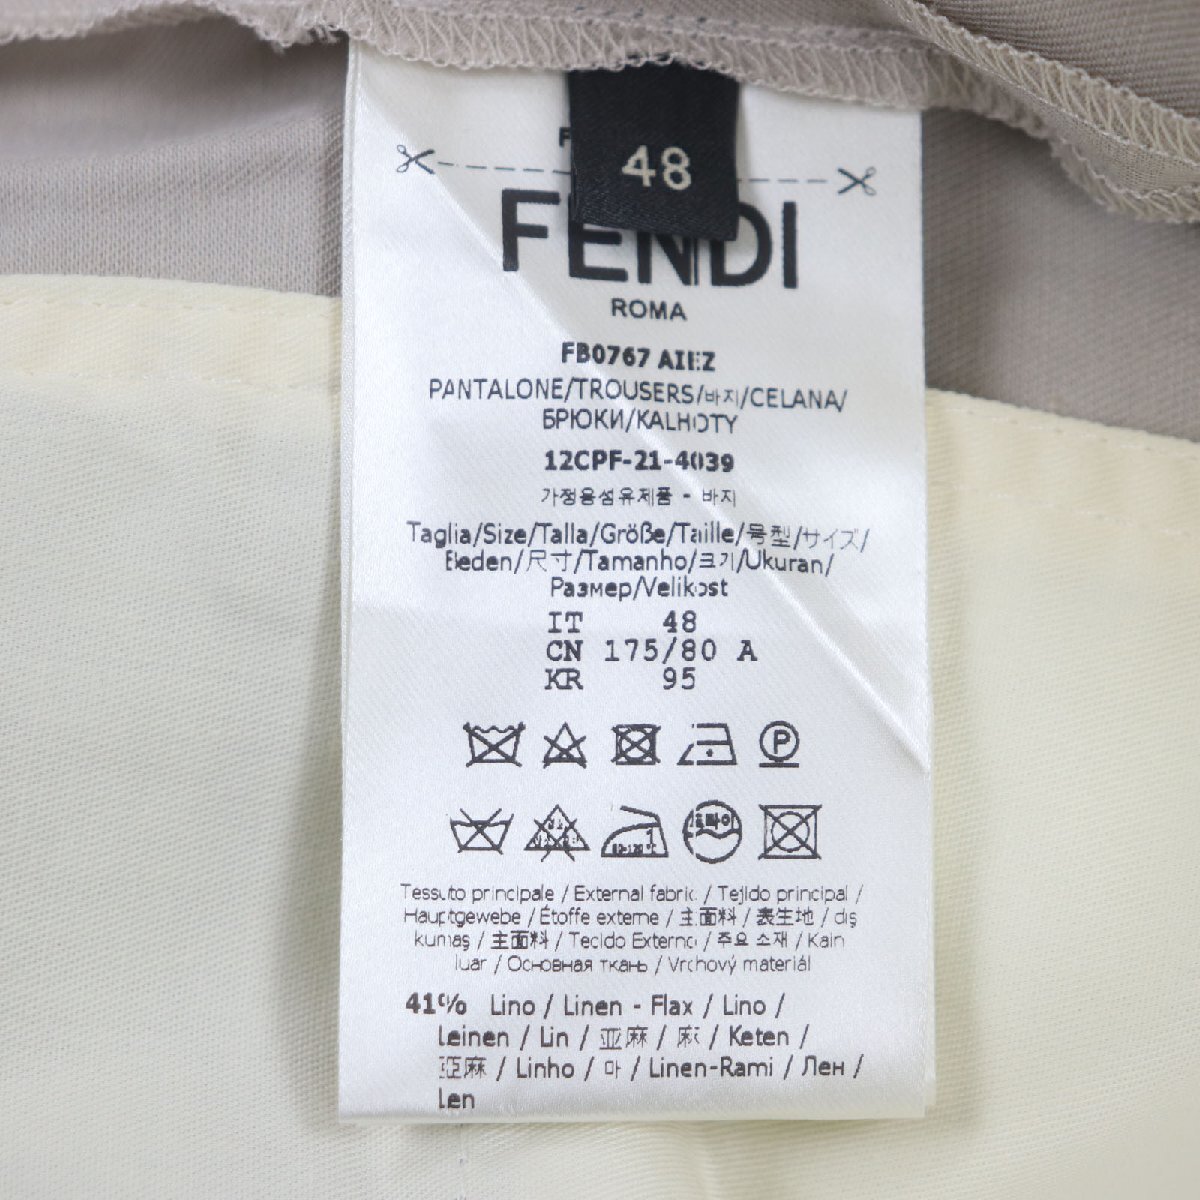 48
FENDI
ROMA
FB0767 AIEZ
PANTALONE/TROUSERS/바지/CELANA/
БРЮКИ/KALHOTY
12CPF-21-4039
가정용섬유제품 - 바지
Taglia/Size/Talla/Größe/Taille/号型/サイズ/
Beden/尺寸/Tamanho/크기/Ukuran/
Размер/Velikost
IT 48
CN 175/80 A
KR 95
P
Tessuto principale / External fabric / Tejido principal /
Hauptgewebe / Étoffe externe / 主面料 / 表生地 / dış
kumaş / 主面料 / Tecido Externo / 주요 소재 / Kain
luar / Основная ткань / Vrchový materiál
41% Lino / Linen - Flax / Lino /
Leinen / Lin / 亚麻 / 麻 / Keten /
亞麻 / Linho / 마 / Linen-Rami / Лен /
Len